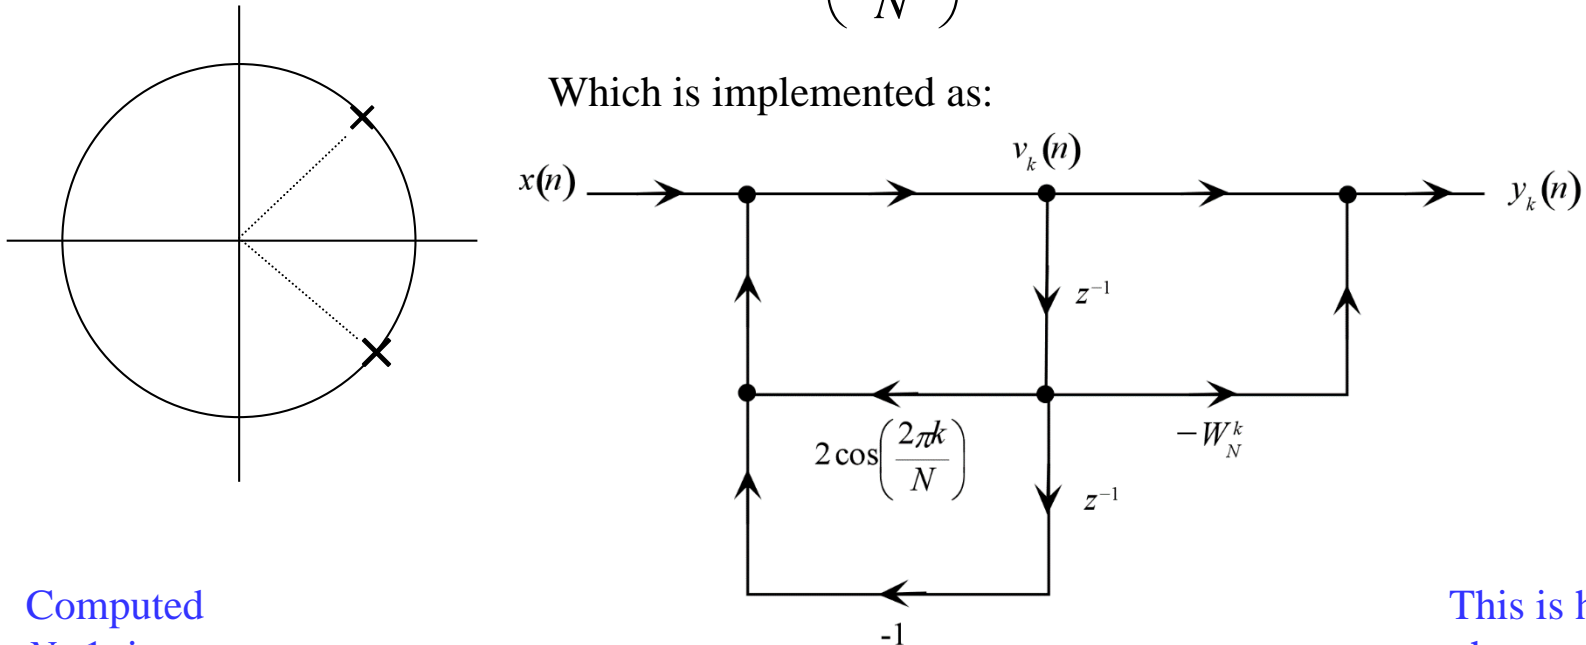 N
Which is implemented as:
v_k(n)
x(n)
y_k(n)
z^{-1}
2cos(2πk/N)
-W_N^k
z^{-1}
Computed
This is
-1